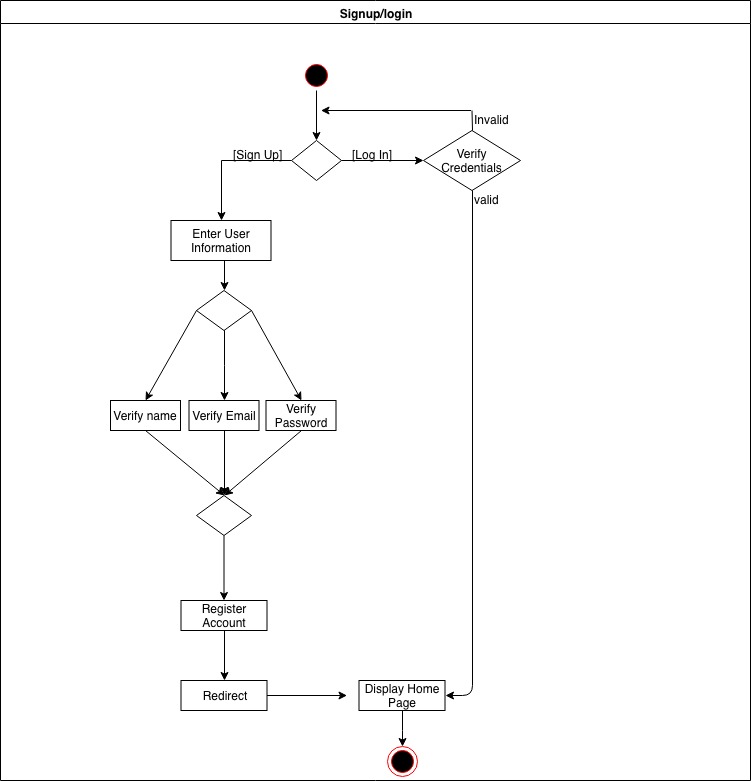 Signup/login
Invalid
[Sign Up]
[Log In]
Verify
Credentials
valid
Enter User
Information
Verify name
Verify Email
Verify
Password
Register
Account
Redirect
Display Home
Page